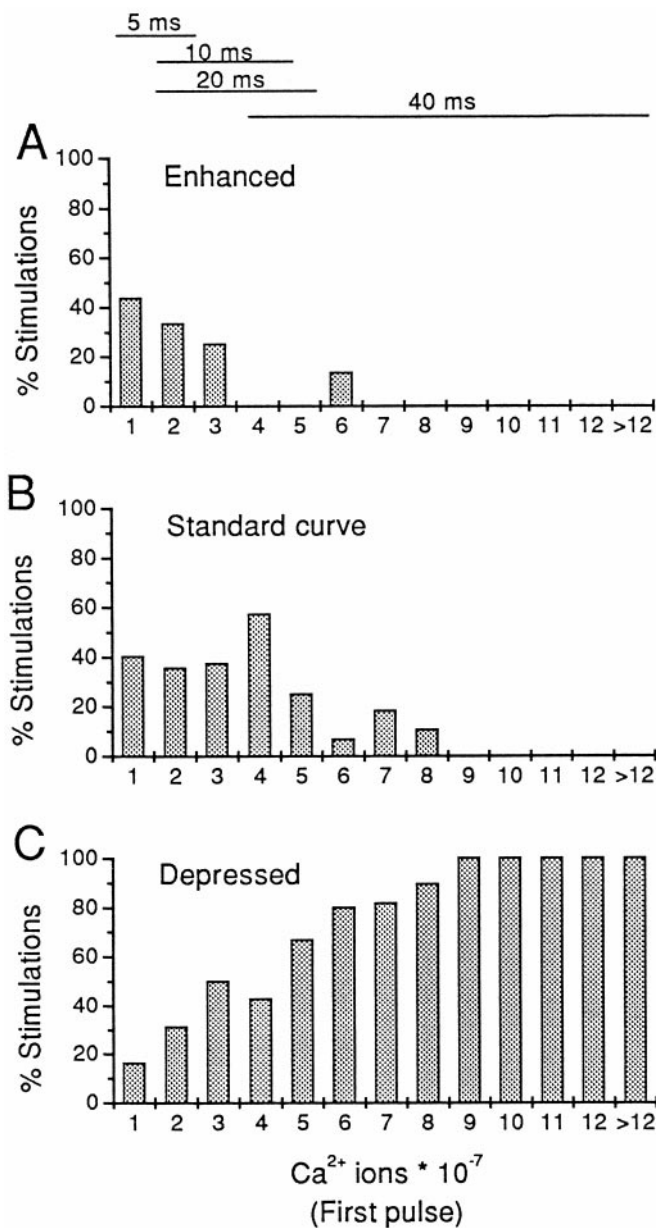 5 ms
10 ms
20 ms
40 ms
A
Enhanced
% Stimulations
100
80
60
40
20
0
1 2 3 4 5 6 7 8 9 10 11 12 >12
B
Standard curve
% Stimulations
100
80
60
40
20
0
1 2 3 4 5 6 7 8 9 10 11 12 >12
C
Depressed
% Stimulations
100
80
60
40
20
0
1 2 3 4 5 6 7 8 9 10 11 12 >12
Ca²⁺ ions * 10⁻⁷
(First pulse)